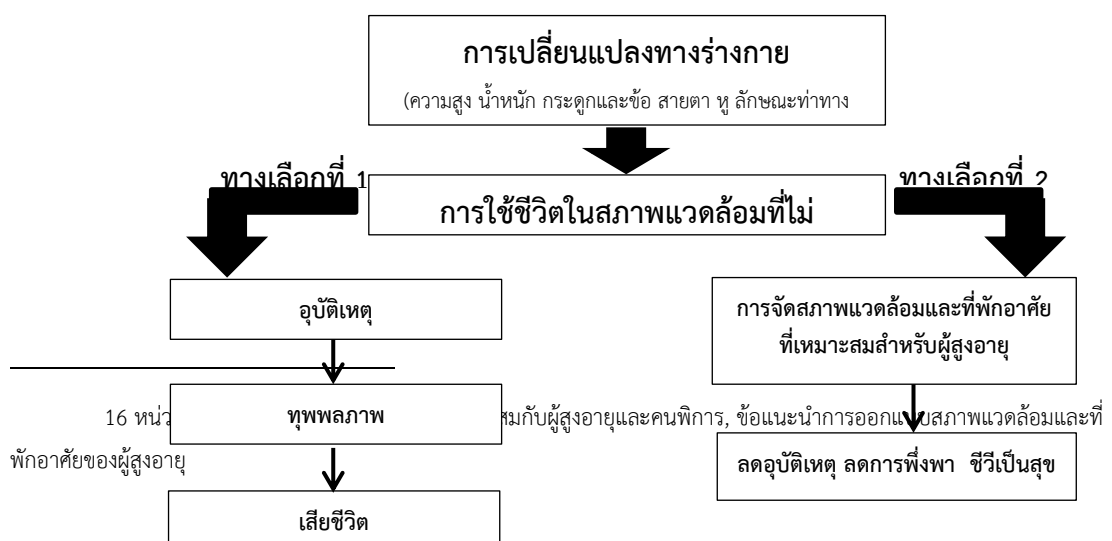 การเปลี่ยนแปลงทางร่างกาย
(ความสูง น้ำหนัก กระดูกและข้อ สายตา หู ลักษณะท่าทาง
ทางเลือกที่ 1
ทางเลือกที่ 2
การใช้ชีวิตในสภาพแวดล้อมที่ไม่
อุบัติเหตุ
การจัดสภาพแวดล้อมและที่พักอาศัย
ที่เหมาะสมสำหรับผู้สูงอายุ
ทุพพลภาพ
16 สมกับผู้สูงอายุและคนพิการ, ข้อแนะนำการออกแบบสภาพแวดล้อมและที่
พักอาศัยของผู้สูงอายุ
ลดอุบัติเหตุ ลดการพึ่งพา ชีวีเป็นสุข
เสียชีวิต